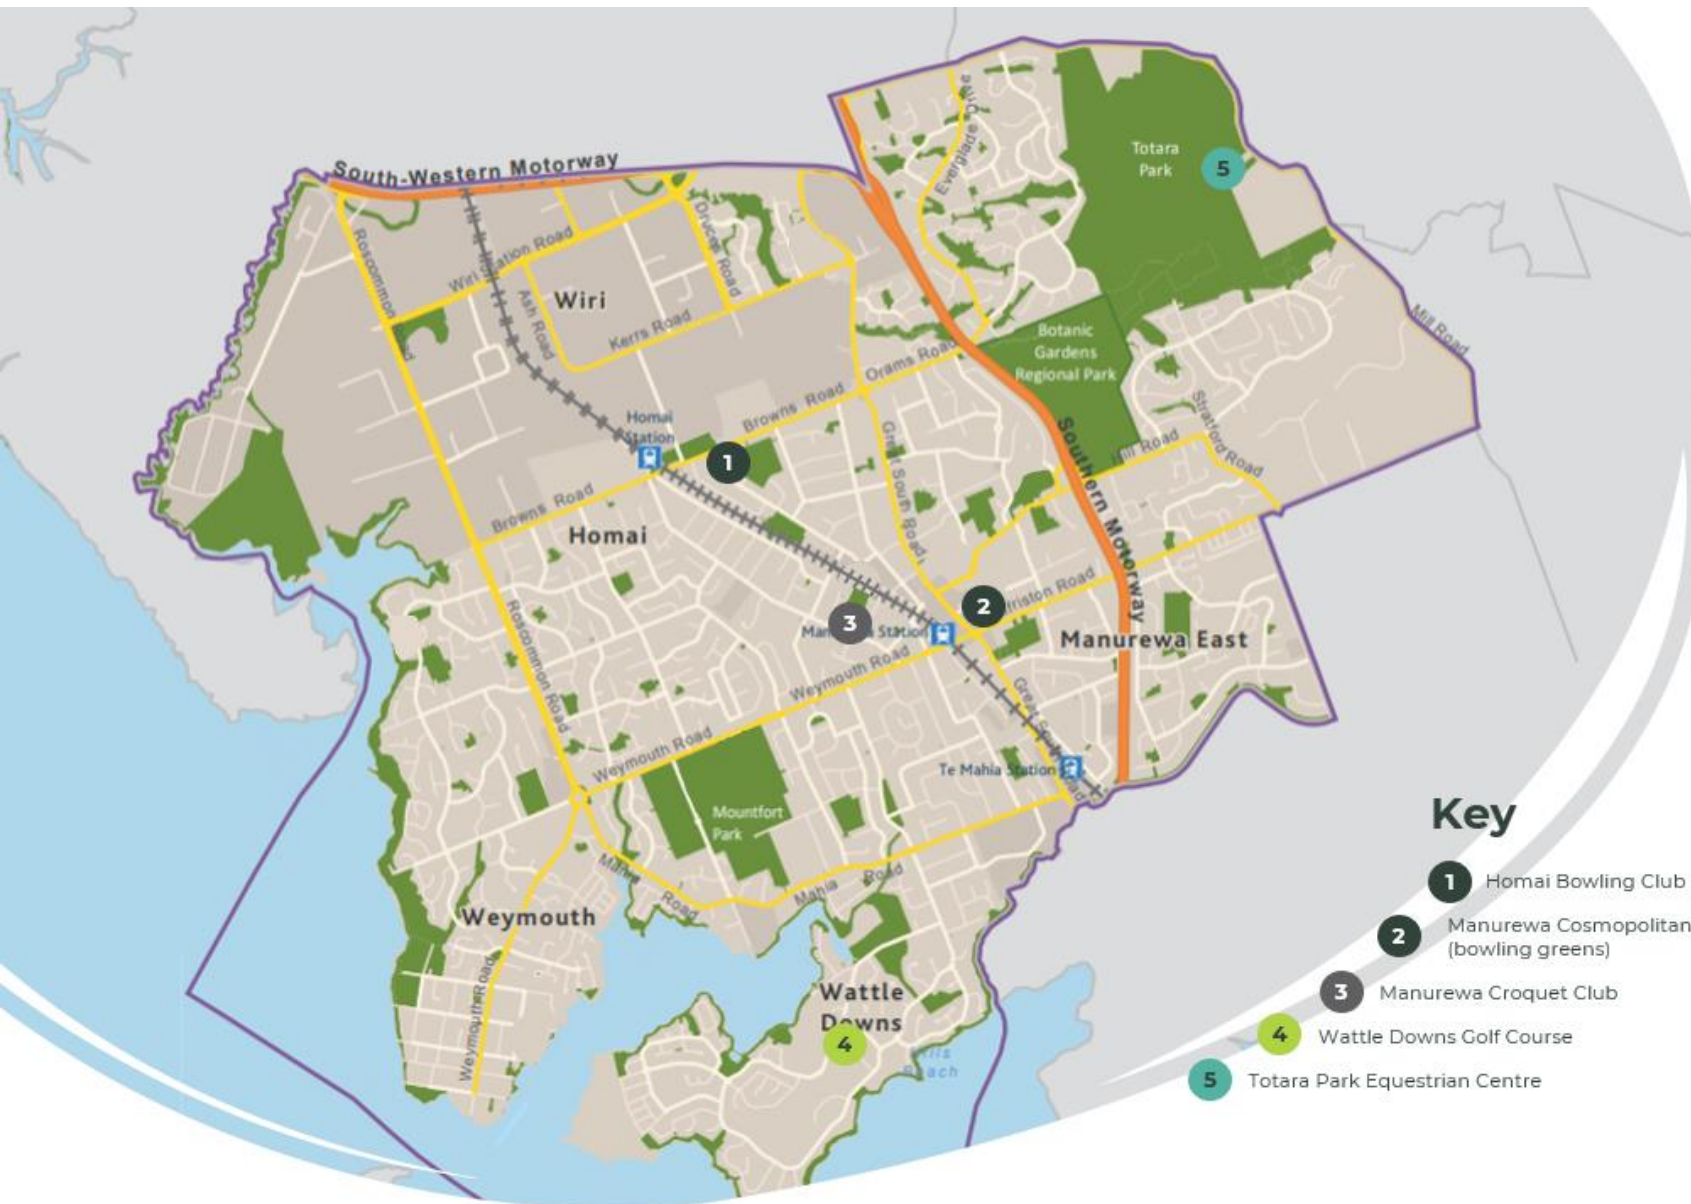 South-Western Motorway
Everglade Drive
Totara
Park
5
Roscommon
Wiri Station Road
Druces Road
Ash Road
Wiri
Kerrs Road
Botanic
Gardens
Regional Park
Mill Road
Orams Road
Browns Road
Homai
Station
1
Great South Road
Southern Motorway
Hill Road
Stratford Road
Browns Road
Homai
2
Roscommon Road
3
Station
Manurewa East
Weymouth Road
Great South Road
Weymouth Road
Te Mahia Station
Mountfort
Park
Mahia Road
Mahia Road
Weymouth
Weymouth Road
Wattle
Downs
4
Beach
Key
1 Homai Bowling Club
2 Manurewa Cosmopolitan
(bowling greens)
3 Manurewa Croquet Club
4 Wattle Downs Golf Course
5 Totara Park Equestrian Centre